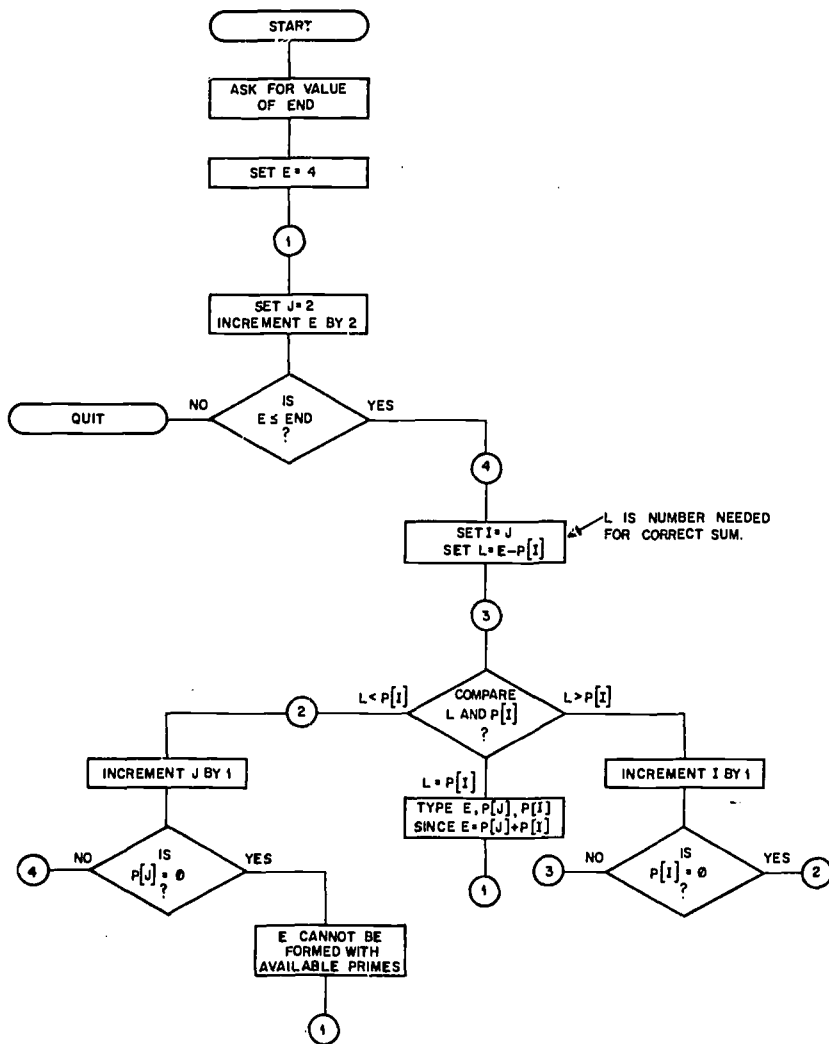 START
ASK FOR VALUE
OF END
SET E = 4
1
SET J=2
INCREMENT E BY 2
IS
E ≤ END
?
NO
YES
QUIT
4
SET I = J
SET L=E-P[I]
L IS NUMBER NEEDED
FOR CORRECT SUM.
3
COMPARE
L AND P[I]
?
L < P[I]
L > P[I]
2
INCREMENT J BY 1
L = P[I]
TYPE E, P[J], P[I]
SINCE E=P[J]+P[I]
INCREMENT I BY 1
4
NO
IS
P[J] = 0
?
YES
1
3
NO
IS
P[I] = 0
?
YES
2
E CANNOT BE
FORMED WITH
AVAILABLE PRIMES
1